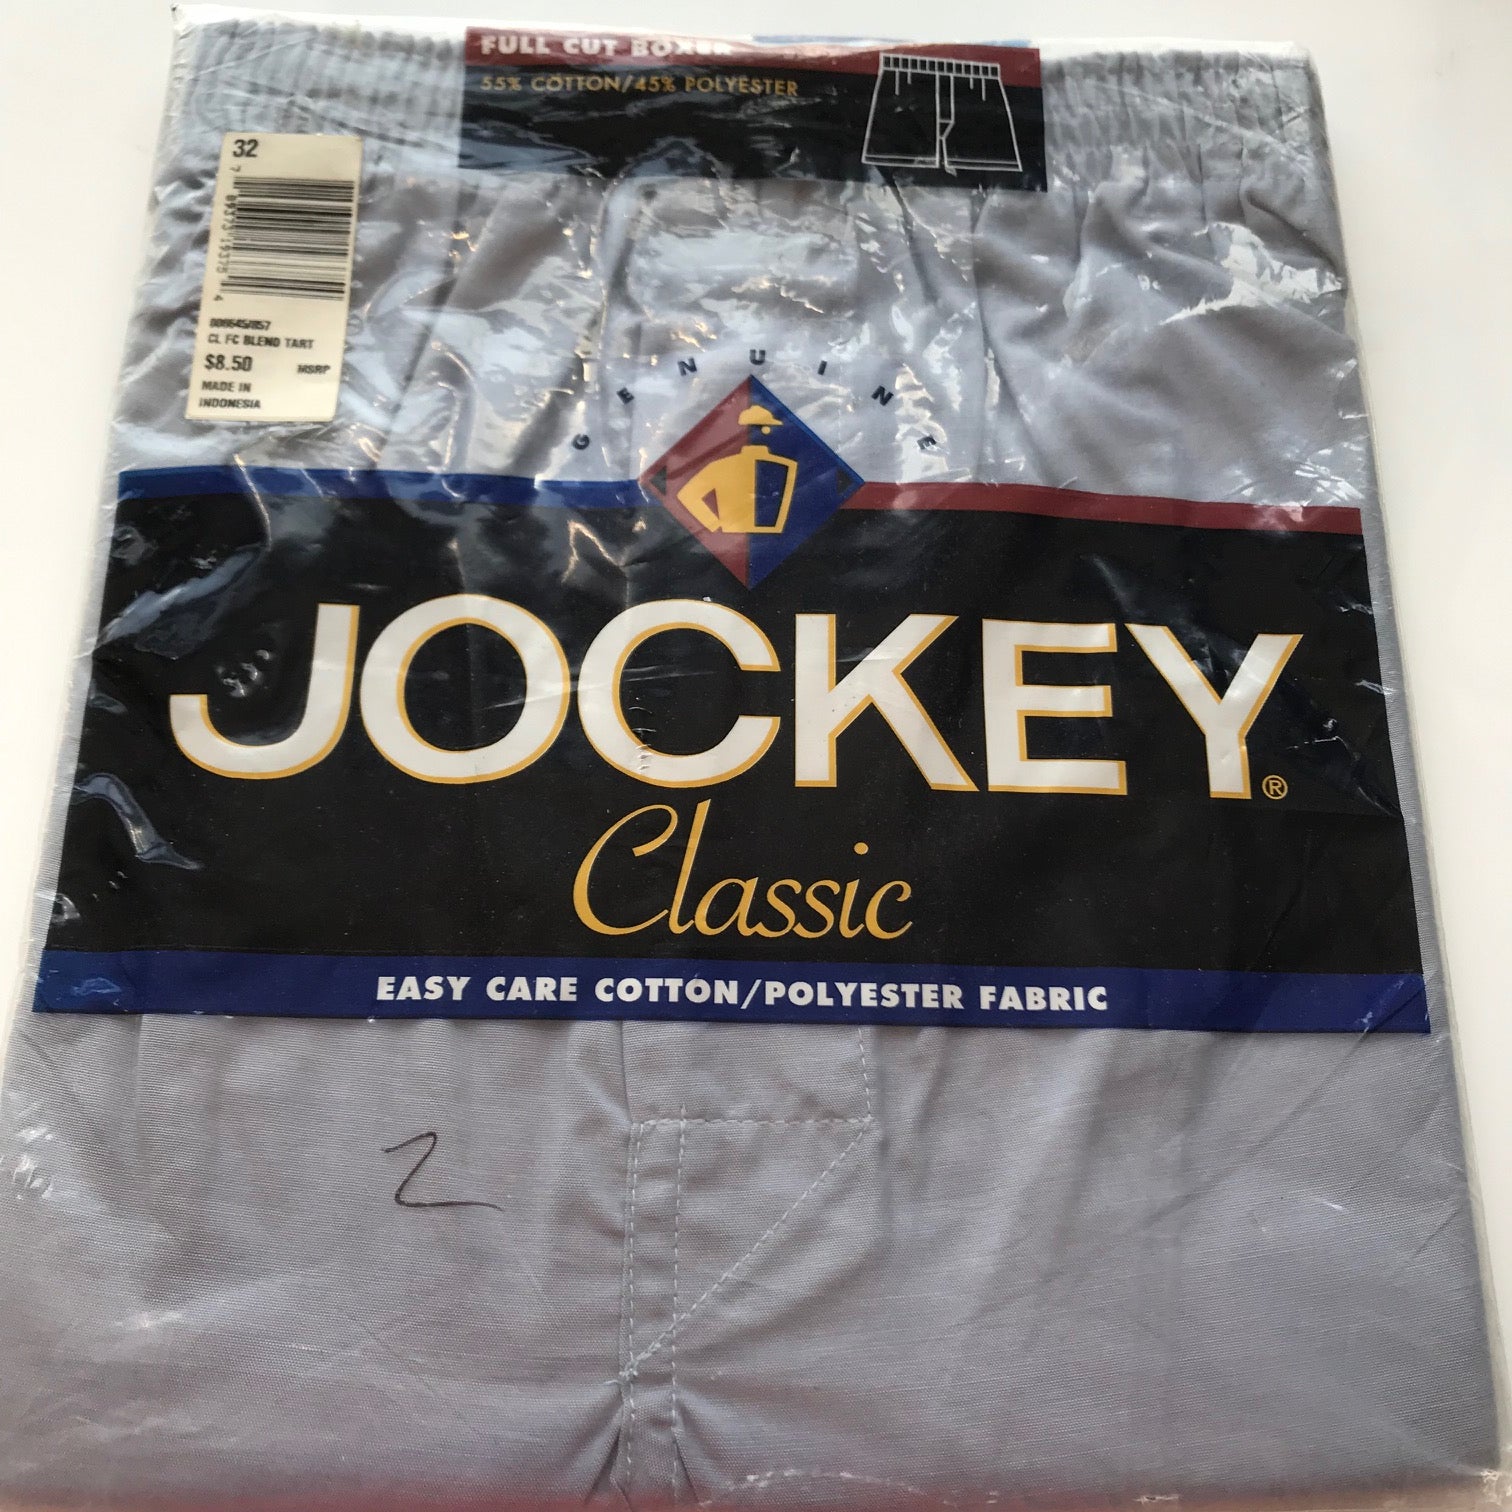 FULL CUT BOXER
55% COTTON/45% POLYESTER
32
CL FC BLEND TART
$8.50 MSRP
MADE IN
INDONESIA
GENUINE
JOCKEY®
Classic
EASY CARE COTTON/POLYESTER FABRIC
2